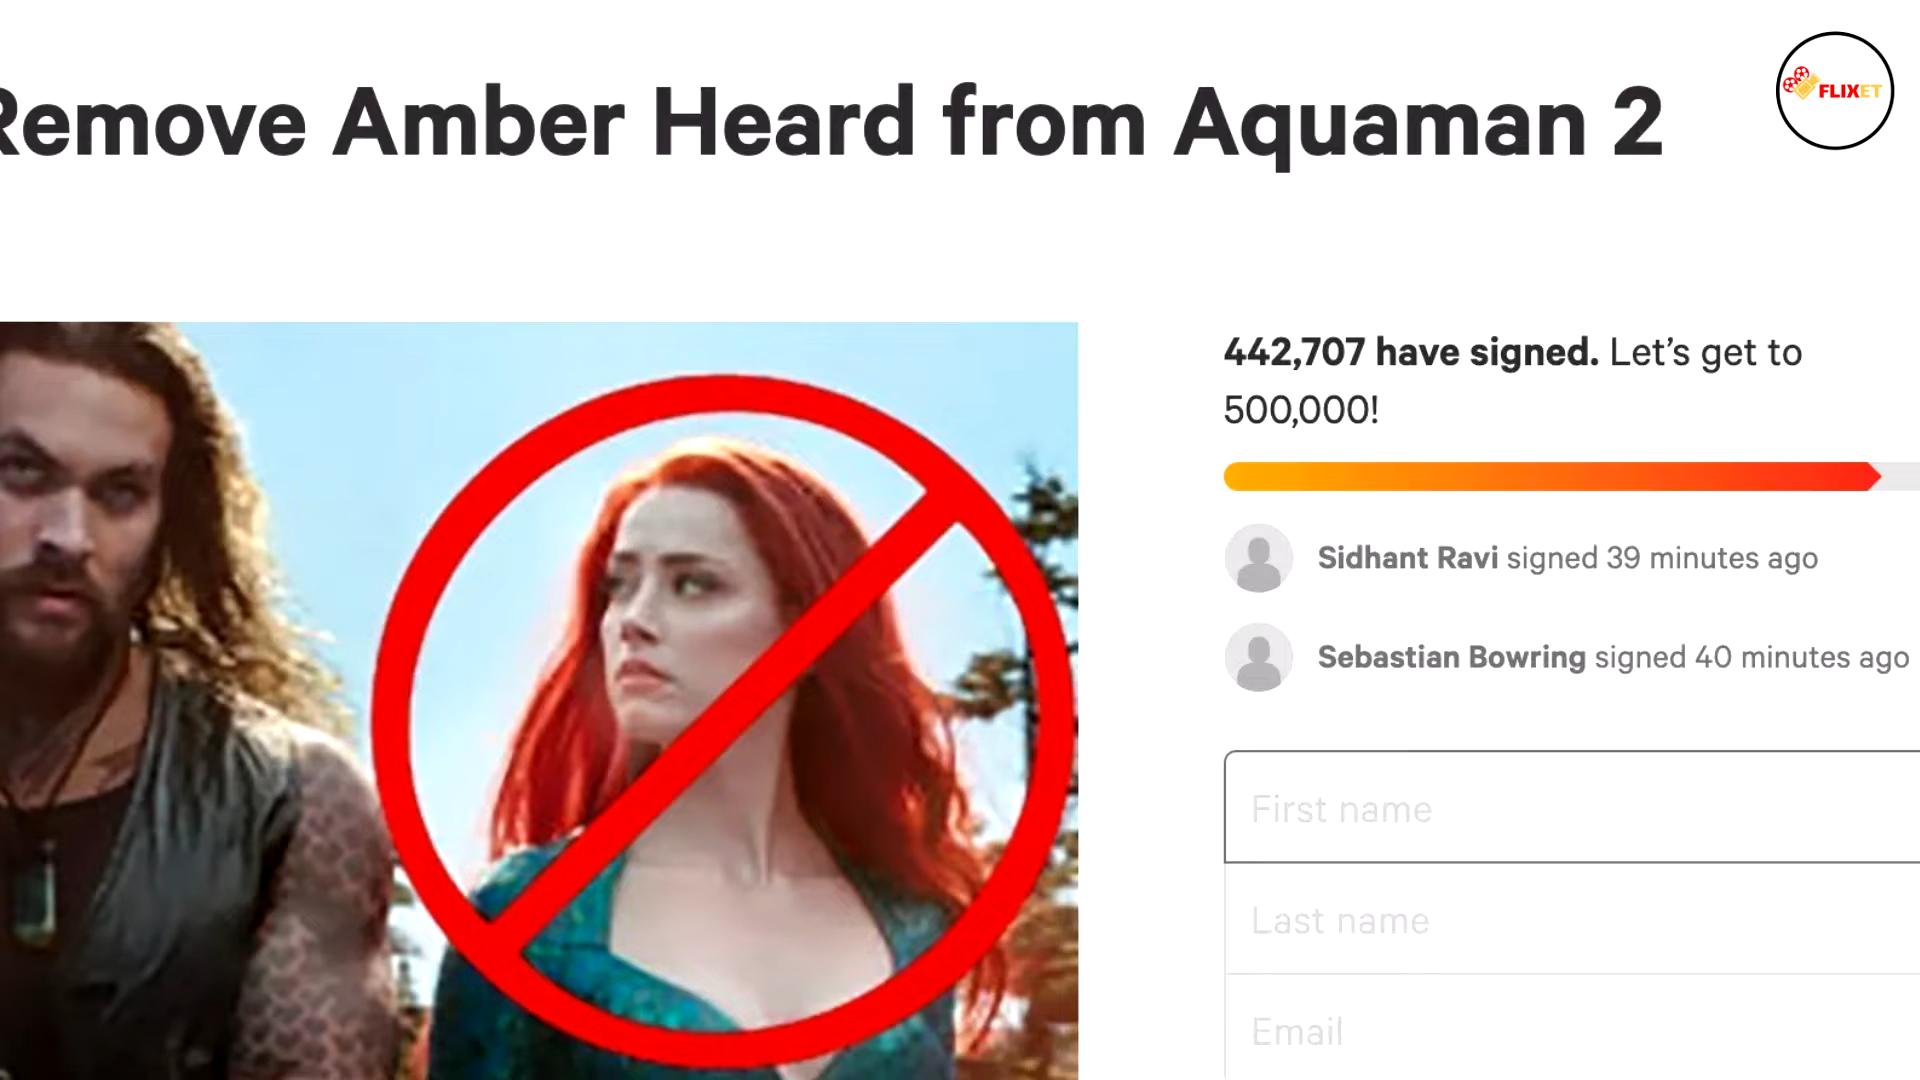 Remove Amber Heard from Aquaman 2
FLIXET
442,707 have signed. Let's get to
500,000!
Sidhant Ravi signed 39 minutes ago
Sebastian Bowring signed 40 minutes ago
First name
Last name
Email